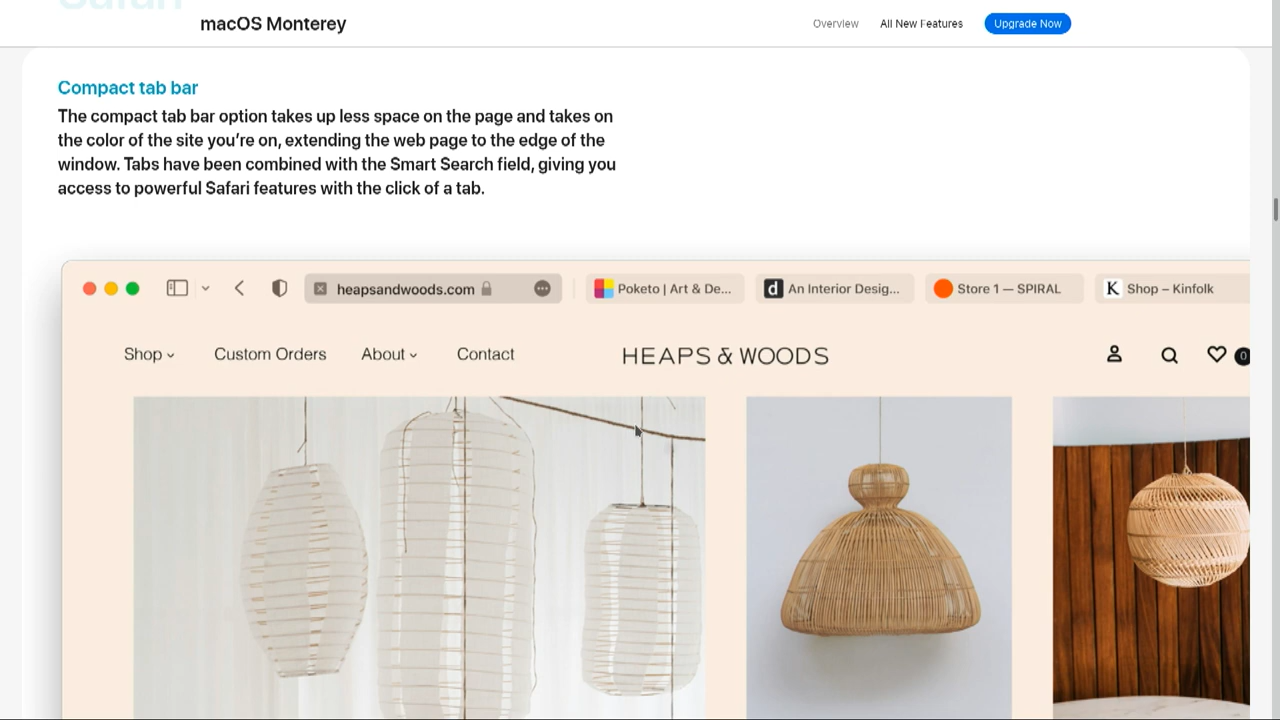 Safari
macOS Monterey
Overview
All New Features
Upgrade Now
Compact tab bar
The compact tab bar option takes up less space on the page and takes on
the color of the site you’re on, extending the web page to the edge of the
window. Tabs have been combined with the Smart Search field, giving you
access to powerful Safari features with the click of a tab.
heapsandwoods.com
Poketo | Art & De...
d An Interior Desig...
Store 1 — SPIRAL
K Shop – Kinfolk
Shop
Custom Orders
About
Contact
HEAPS & WOODS
0